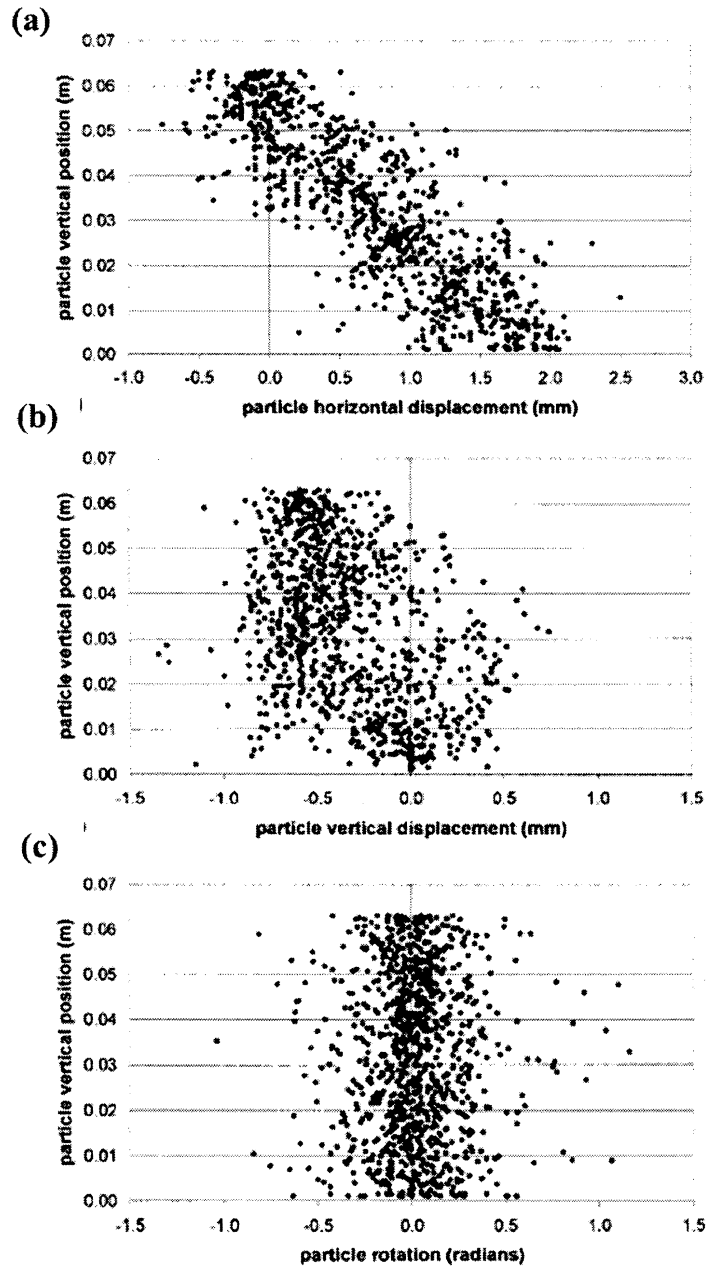 (a)
0.07
0.06
0.05
0.04
0.03
0.02
0.01
0.00
particle vertical position (m)
-1.0 -0.5 0.0 0.5 1.0 1.5 2.0 2.5 3.0
particle horizontal displacement (mm)
(b)
0.07
0.06
0.05
0.04
0.03
0.02
0.01
0.00
particle vertical position (m)
-1.5 -1.0 -0.5 0.0 0.5 1.0 1.5
particle vertical displacement (mm)
(c)
0.07
0.06
0.05
0.04
0.03
0.02
0.01
0.00
particle vertical position (m)
-1.5 -1.0 -0.5 0.0 0.5 1.0 1.5
particle rotation (radians)